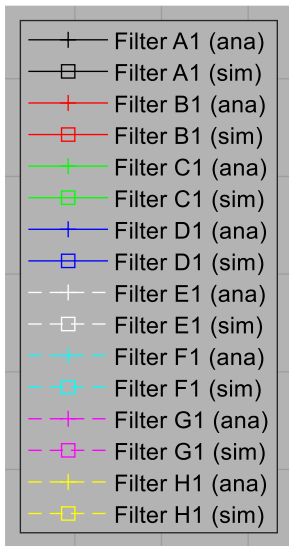 Filter A1 (ana)
Filter A1 (sim)
Filter B1 (ana)
Filter B1 (sim)
Filter C1 (ana)
Filter C1 (sim)
Filter D1 (ana)
Filter D1 (sim)
Filter E1 (ana)
Filter E1 (sim)
Filter F1 (ana)
Filter F1 (sim)
Filter G1 (ana)
Filter G1 (sim)
Filter H1 (ana)
Filter H1 (sim)